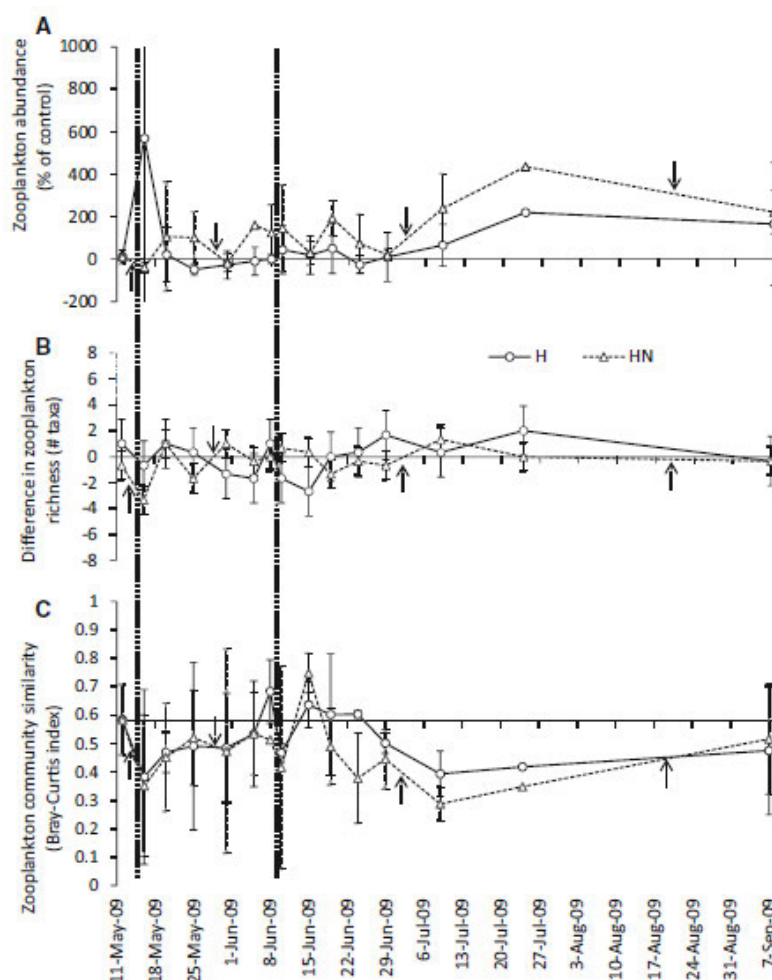 A
Zooplankton abundance
(% of control)
1000
800
600
400
200
0
-200
B
Difference in zooplankton
richness (# taxa)
8
6
4
2
0
-2
-4
-6
-8
H
HN
C
Zooplankton community similarity
(Bray-Curtis index)
1
0.9
0.8
0.7
0.6
0.5
0.4
0.3
0.2
0.1
0
11-May-09
18-May-09
25-May-09
1-Jun-09
8-Jun-09
15-Jun-09
22-Jun-09
29-Jun-09
6-Jul-09
13-Jul-09
20-Jul-09
27-Jul-09
3-Aug-09
10-Aug-09
17-Aug-09
24-Aug-09
31-Aug-09
7-Sep-09